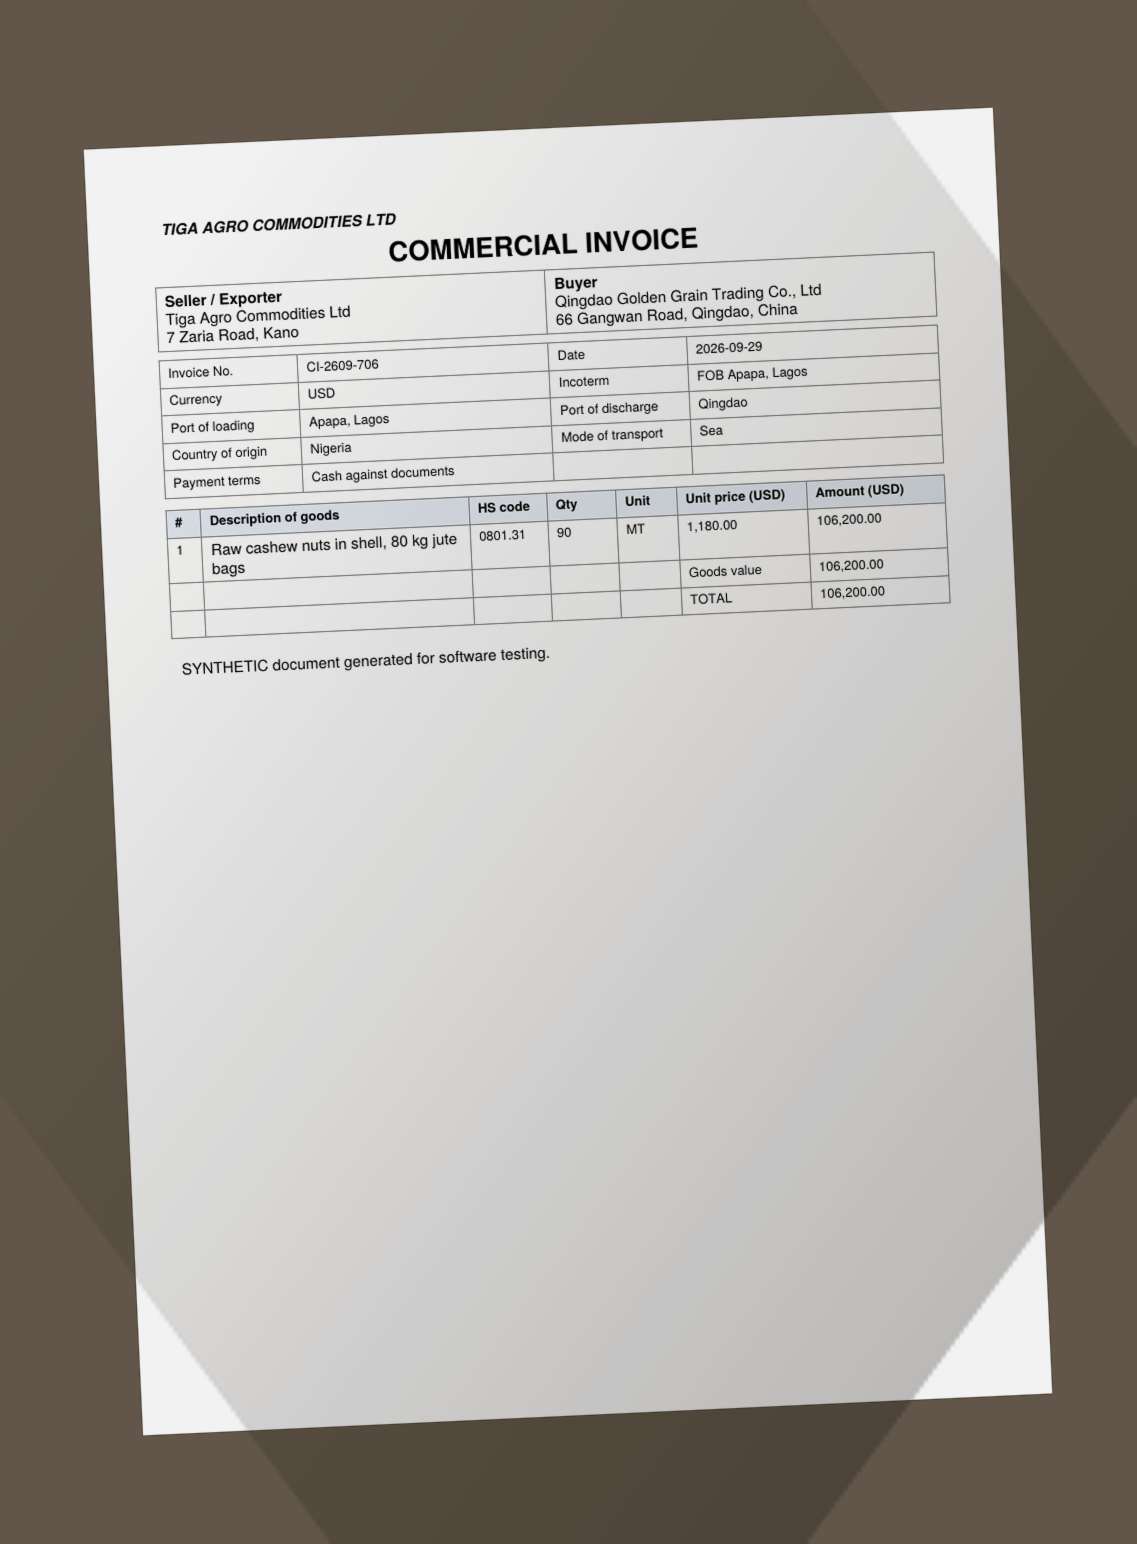 TIGA AGRO COMMODITIES LTD
COMMERCIAL INVOICE
Seller / Exporter
Tiga Agro Commodities Ltd
7 Zaria Road, Kano
Buyer
Qingdao Golden Grain Trading Co., Ltd
66 Gangwan Road, Qingdao, China
Invoice No. CI-2609-706 Date 2026-09-29
Currency USD Incoterm FOB Apapa, Lagos
Port of loading Apapa, Lagos Port of discharge Qingdao
Country of origin Nigeria Mode of transport Sea
Payment terms Cash against documents
# Description of goods HS code Qty Unit Unit price (USD) Amount (USD)
1 Raw cashew nuts in shell, 80 kg jute 0801.31 90 MT 1,180.00 106,200.00
bags
Goods value 106,200.00
TOTAL 106,200.00
SYNTHETIC document generated for software testing.